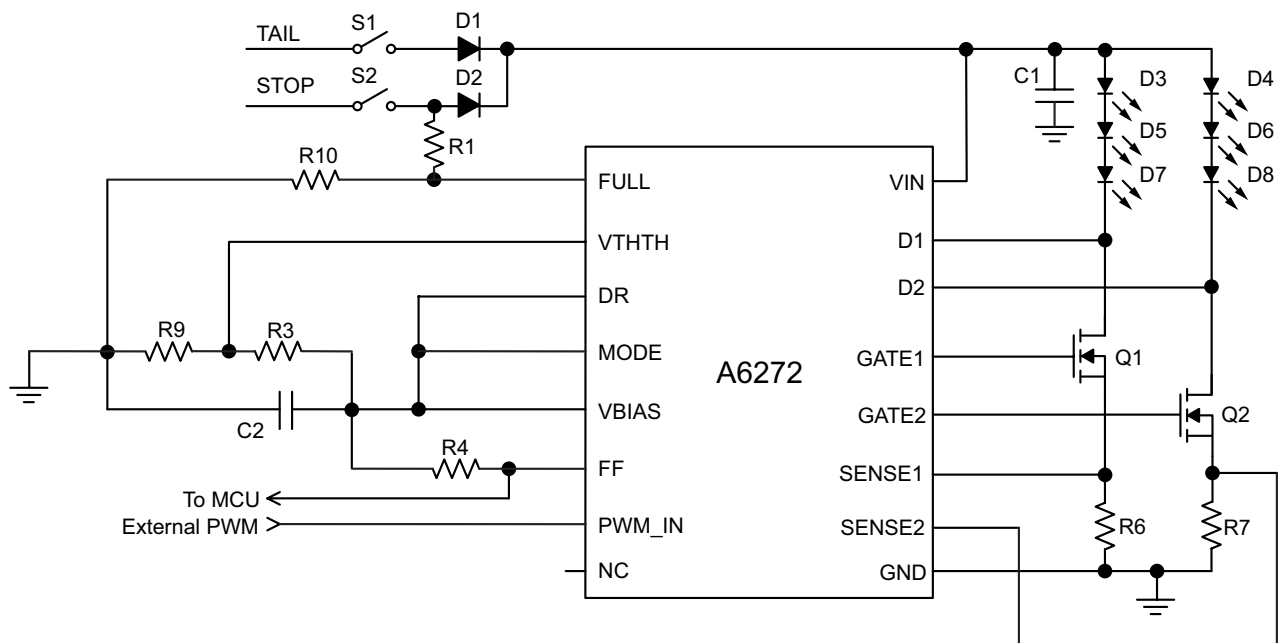 TAIL
S1
D1
STOP
S2
D2
R1
C1
D3
D4
D5
D6
D7
D8
R10
FULL
VIN
VTHTH
D1
DR
D2
R9
R3
MODE
GATE1
Q1
A6272
C2
VBIAS
GATE2
Q2
R4
FF
SENSE1
To MCU
External PWM
PWM_IN
SENSE2
R6
R7
NC
GND